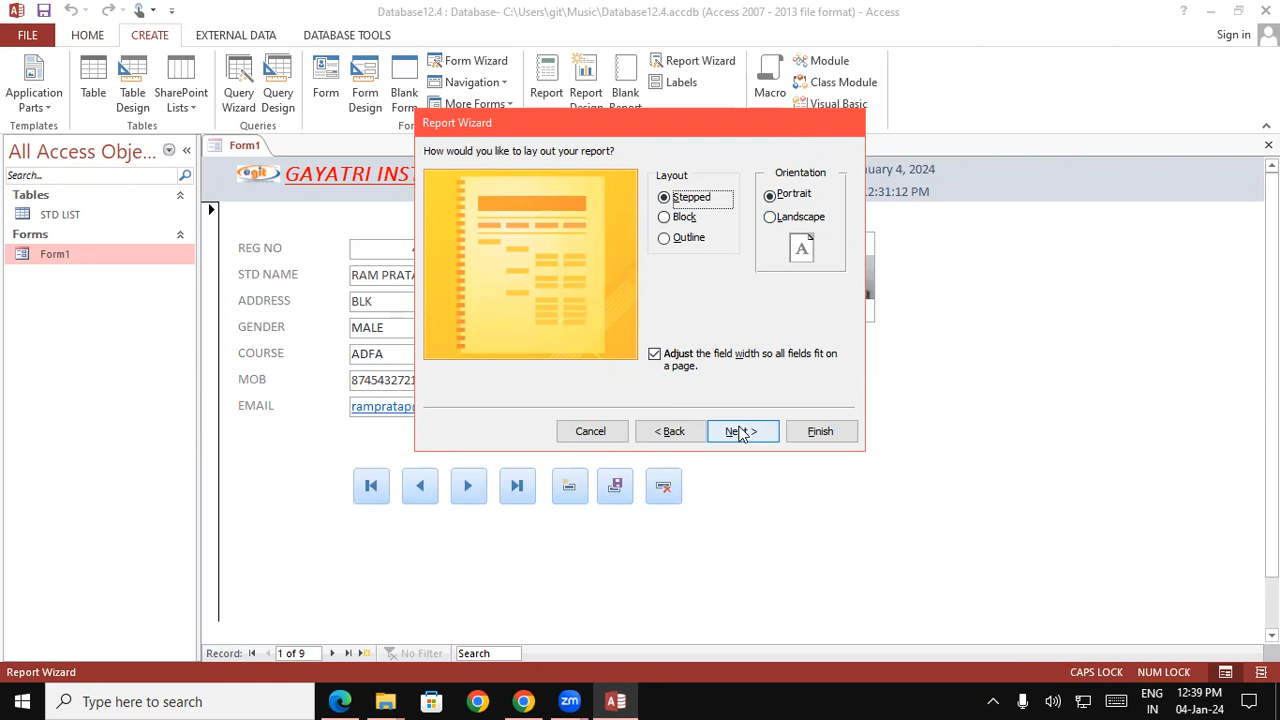 Database12.4 : Database- C:\Users\git\Music\Database12.4.accdb (Access 2007 - 2013 file format) - Access
FILE HOME CREATE EXTERNAL DATA DATABASE TOOLS Sign in
Application Parts Table Table Design SharePoint Lists Query Wizard Query Design Form Form Design Blank Form Form Wizard Navigation More Forms Report Report Design Blank Report Report Wizard Labels Macro Module Class Module Visual Basic
Templates Tables Queries
Report Wizard
All Access Obje...
Search...
Tables
STD LIST
Forms
Form1
Form1
egit GAYATRI INST
nuary 4, 2024
12:31:12 PM
REG NO
STD NAME RAM PRATA
ADDRESS BLK
GENDER MALE
COURSE ADFA
MOB 8745432721
EMAIL rampratap
How would you like to lay out your report?
Layout
Stepped
Block
Outline
Orientation
Portrait
Landscape
A
Adjust the field width so all fields fit on
a page.
Cancel < Back Next > Finish
Record: 1 of 9 No Filter Search
Report Wizard CAPS LOCK NUM LOCK
Type here to search
ENG
IN
12:39 PM
04-Jan-24